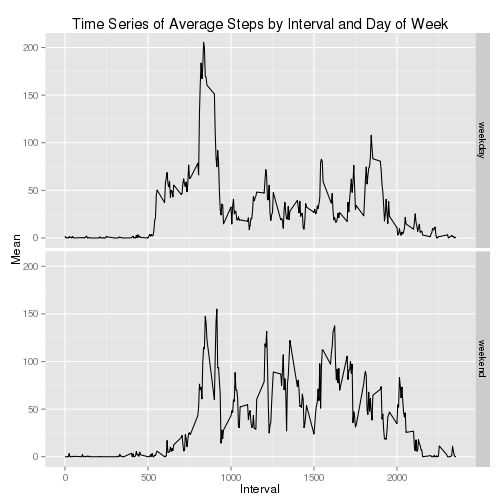 Time Series of Average Steps by Interval and Day of Week
200
150
100
50
0
weekday
Mean
200
150
100
50
0
weekend
0 500 1000 1500 2000
Interval